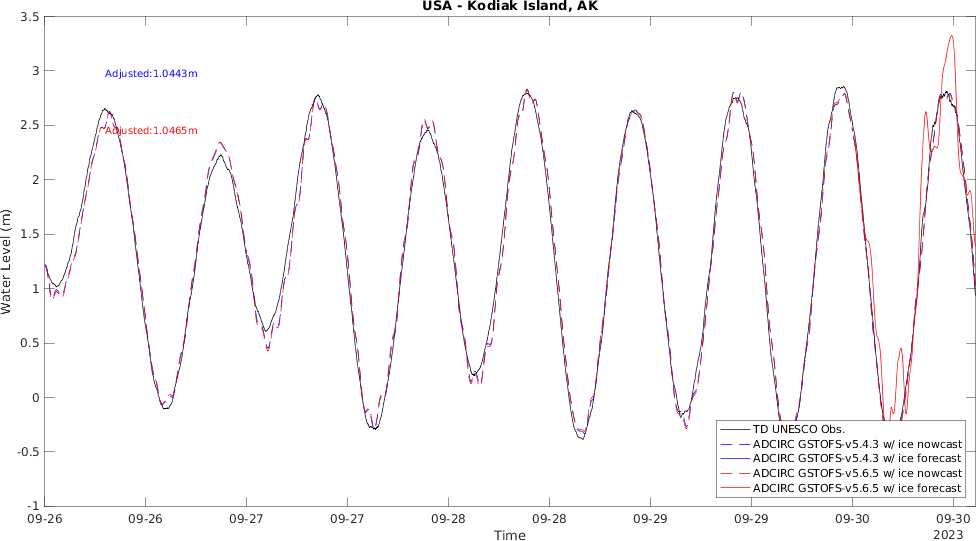 USA - Kodiak Island, AK
3.5
3
2.5
2
1.5
1
0.5
0
-0.5
-1
Water Level (m)
Adjusted:1.0443m
Adjusted:1.0465m
TD UNESCO Obs.
ADCIRC GSTOFS-v5.4.3 w/ ice nowcast
ADCIRC GSTOFS-v5.4.3 w/ ice forecast
ADCIRC GSTOFS-v5.6.5 w/ ice nowcast
ADCIRC GSTOFS-v5.6.5 w/ ice forecast
09-26 09-26 09-27 09-27 09-28 09-28 09-29 09-29 09-30 09-30
Time
2023